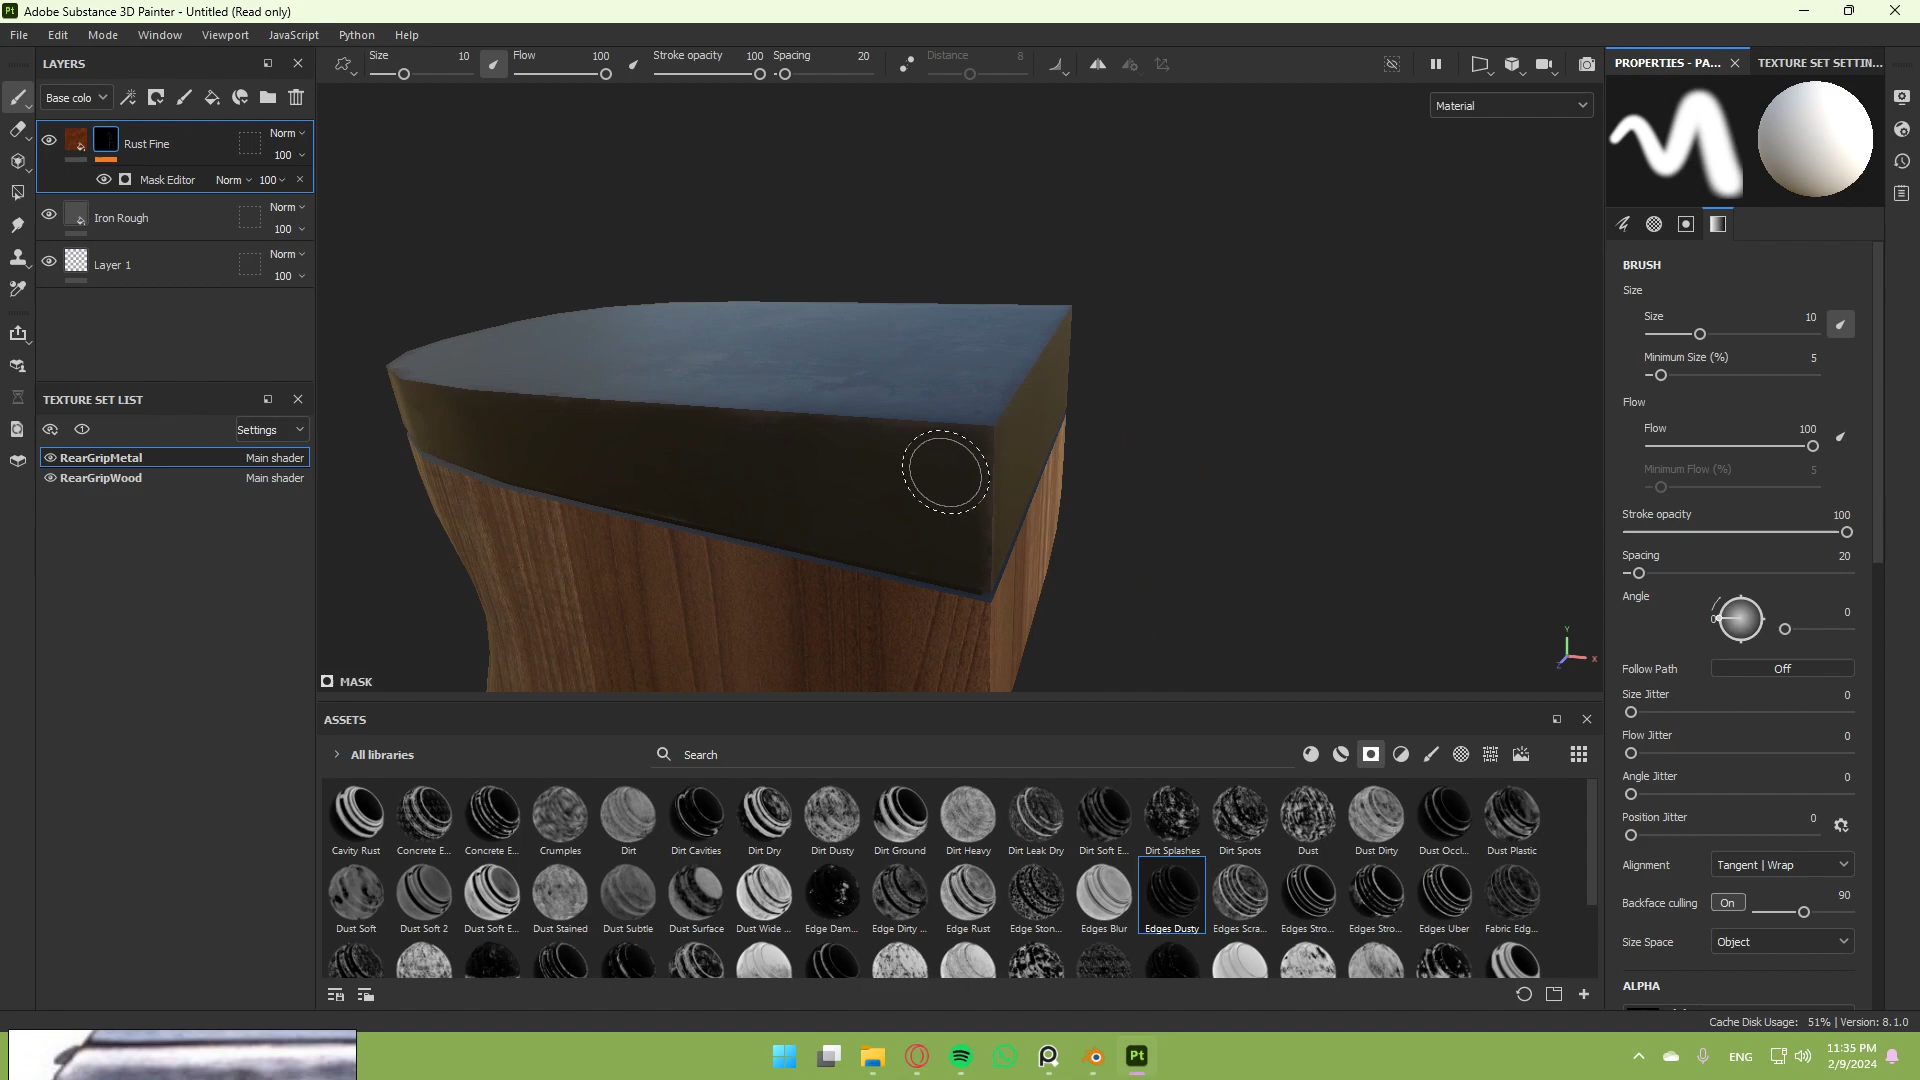 Pt Adobe Substance 3D Painter - Untitled (Read only)
File Edit Mode Window Viewport JavaScript Python Help
LAYERS
Base colo
Rust Fine
Norm
100
Mask Editor Norm 100
Iron Rough
Norm
100
Layer 1
Norm
100
TEXTURE SET LIST
Settings
RearGripMetal Main shader
RearGripWood Main shader
Size 10
Flow 100
Stroke opacity 100
Spacing 20
Distance 8
Material
Y
X
Z
MASK
ASSETS
All libraries
Search
Cavity Rust Concrete E... Concrete E... Crumples Dirt Dirt Cavities Dirt Dry Dirt Dusty Dirt Ground Dirt Heavy Dirt Leak Dry Dirt Soft E... Dirt Splashes Dirt Spots Dust Dust Dirty Dust Occl... Dust Plastic
Dust Soft Dust Soft 2 Dust Soft E... Dust Stained Dust Subtle Dust Surface Dust Wide ... Edge Dam... Edge Dirty ... Edge Rust Edge Ston... Edges Blur Edges Dusty Edges Scra... Edges Stro... Edges Stro... Edges Uber Fabric Edg...
PROPERTIES - PA...
TEXTURE SET SETTIN...
BRUSH
Size
Size 10
Minimum Size (%) 5
Flow
Flow 100
Minimum Flow (%) 5
Stroke opacity 100
Spacing 20
Angle 0 0
Follow Path Off
Size Jitter 0
Flow Jitter 0
Angle Jitter 0
Position Jitter 0
Alignment Tangent | Wrap
Backface culling On 90
Size Space Object
ALPHA
Cache Disk Usage: 51% | Version: 8.1.0
Pt
ENG
11:35 PM
2/9/2024